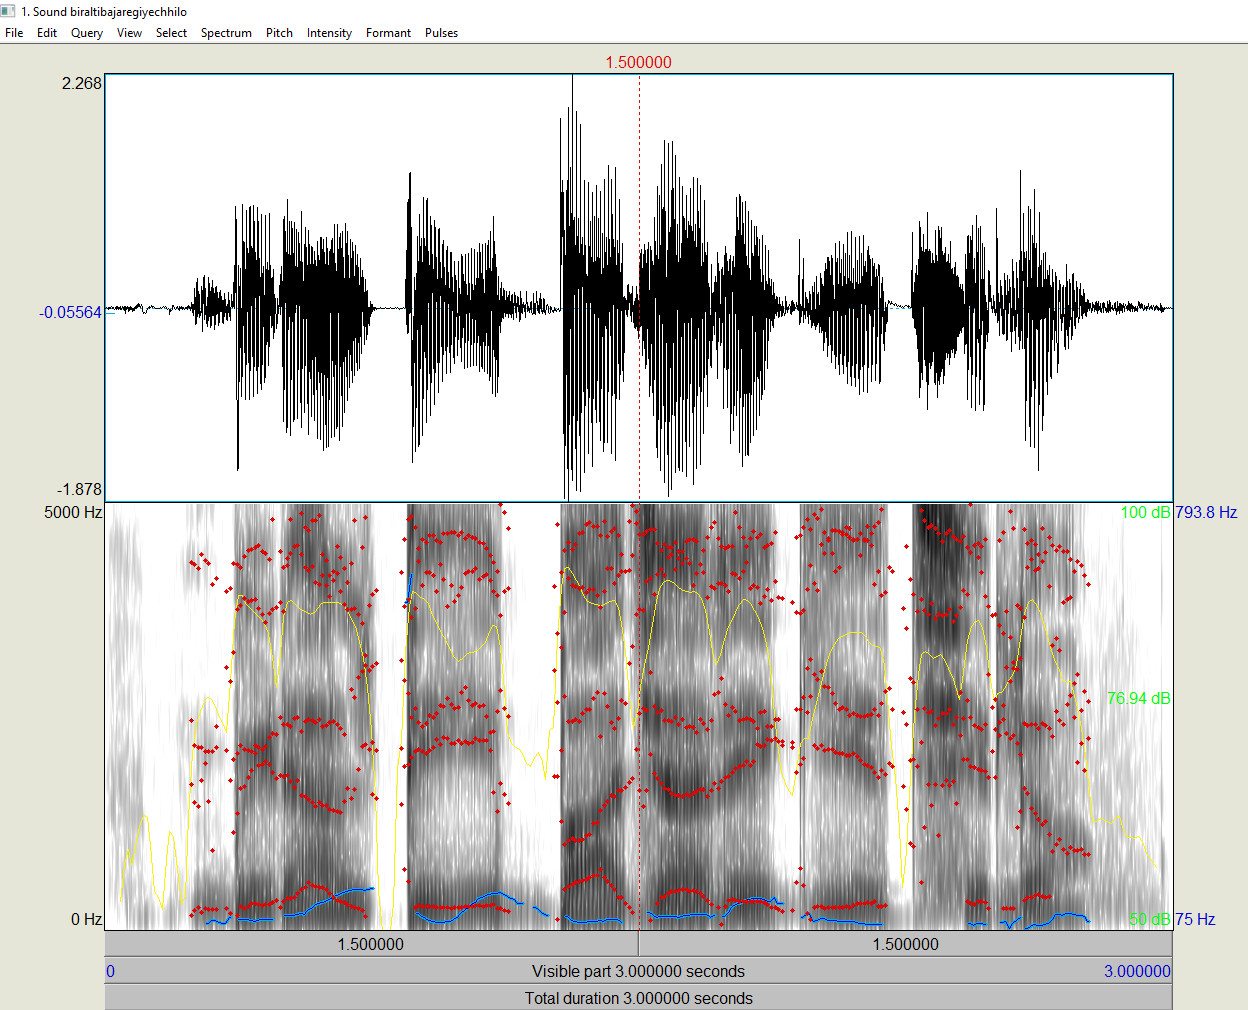 1. Sound biraltibajaregiyechhilo
File Edit Query View Select Spectrum Pitch Intensity Formant Pulses
1.500000
2.268
-0.05564
-1.878
5000 Hz 100 dB 793.8 Hz
76.94 dB
0 Hz 50 dB 75 Hz
1.500000 1.500000
0 Visible part 3.000000 seconds 3.000000
Total duration 3.000000 seconds